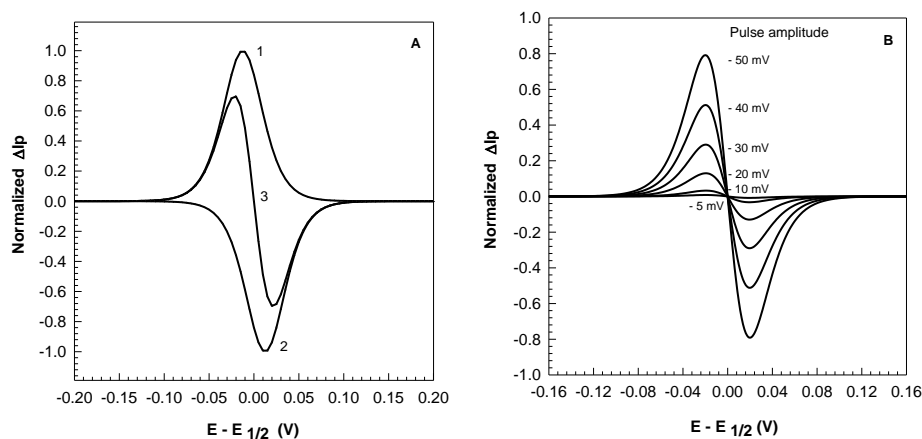 A
1
3
2
1.0
0.8
0.6
0.4
0.2
0.0
-0.2
-0.4
-0.6
-0.8
-1.0
Normalized ΔIp
-0.20 -0.15 -0.10 -0.05 0.00 0.05 0.10 0.15 0.20
E - E 1/2 (V)
B
Pulse amplitude
- 50 mV
- 40 mV
- 30 mV
- 20 mV
- 10 mV
- 5 mV
1.0
0.8
0.6
0.4
0.2
0.0
-0.2
-0.4
-0.6
-0.8
-1.0
Normalized ΔIp
-0.16 -0.12 -0.08 -0.04 0.00 0.04 0.08 0.12 0.16
E - E 1/2 (V)